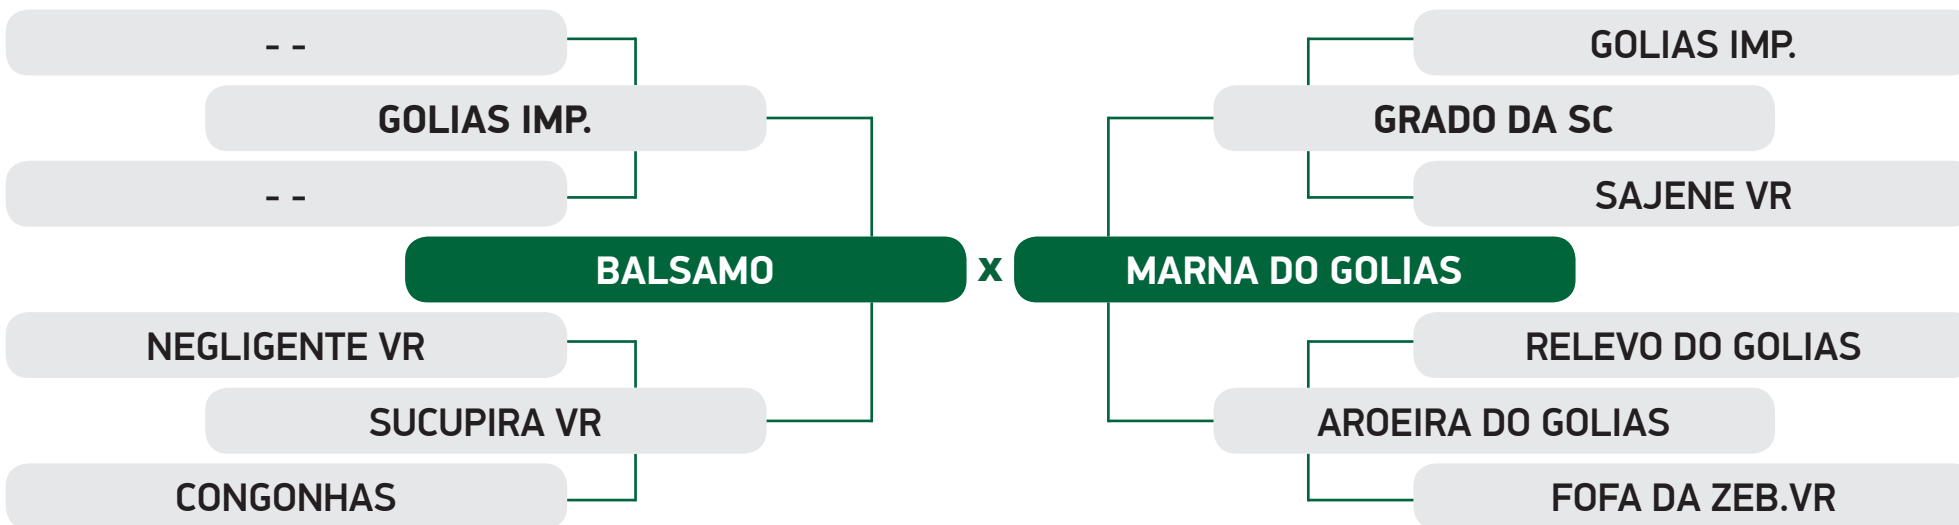 - -
GOLIAS IMP.
GOLIAS IMP.
GRADO DA SC
- -
SAJENE VR
BALSAMO x MARNA DO GOLIAS
NEGLIGENTE VR
RELEVO DO GOLIAS
SUCUPIRA VR
AROEIRA DO GOLIAS
CONGONHAS
FOFA DA ZEB.VR